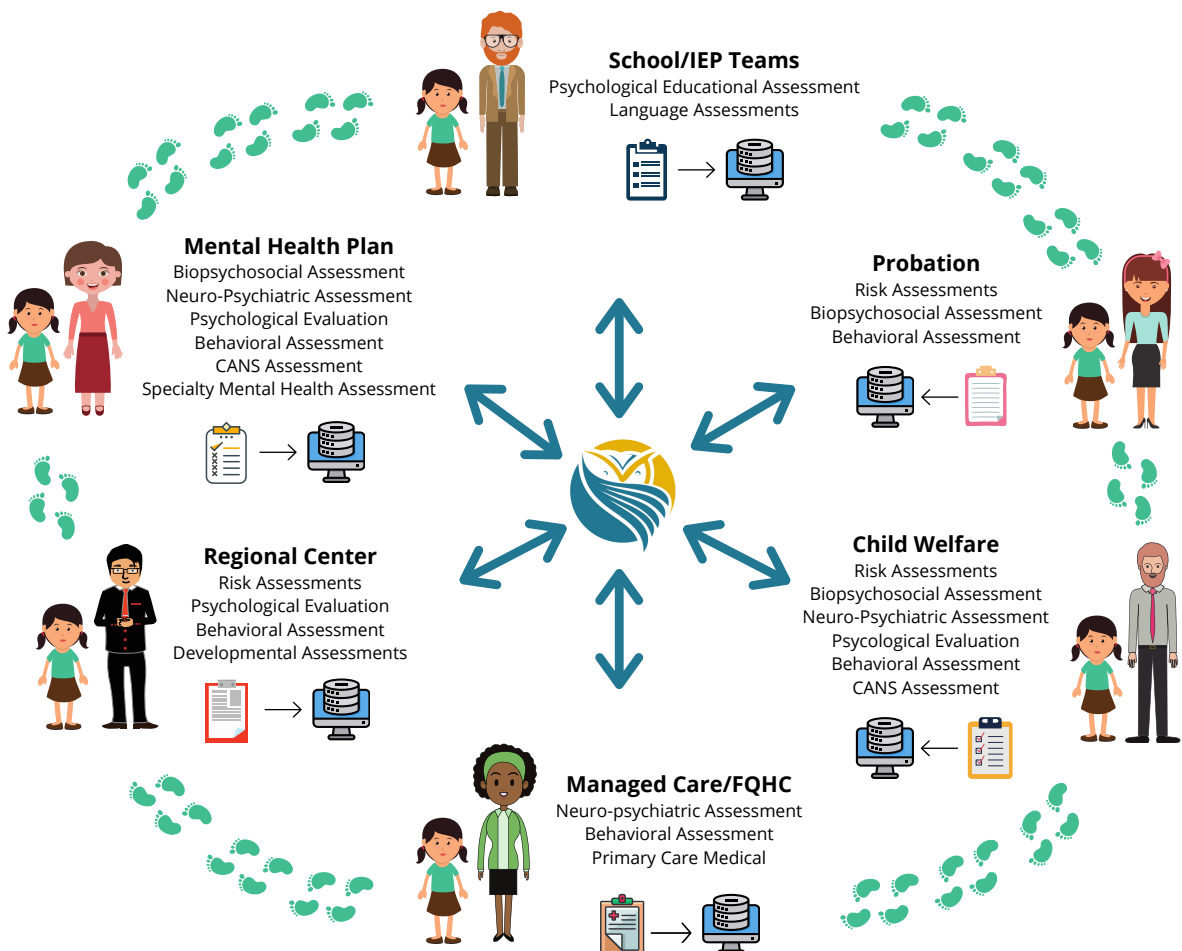 School/IEP Teams
Psychological Educational Assessment
Language Assessments
Mental Health Plan
Biopsychosocial Assessment
Neuro-Psychiatric Assessment
Psychological Evaluation
Behavioral Assessment
CANS Assessment
Specialty Mental Health Assessment
Probation
Risk Assessments
Biopsychosocial Assessment
Behavioral Assessment
Regional Center
Risk Assessments
Psychological Evaluation
Behavioral Assessment
Developmental Assessments
Child Welfare
Risk Assessments
Biopsychosocial Assessment
Neuro-Psychiatric Assessment
Psycological Evaluation
Behavioral Assessment
CANS Assessment
Managed Care/FQHC
Neuro-psychiatric Assessment
Behavioral Assessment
Primary Care Medical